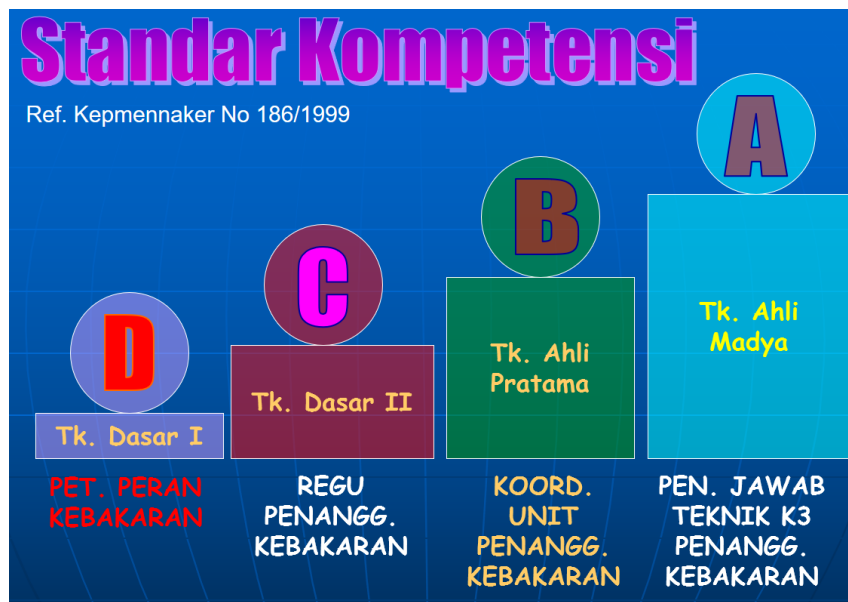 Standar Kompetensi
Ref. Kepmennaker No 186/1999
D
Tk. Dasar I
PET. PERAN
KEBAKARAN
C
Tk. Dasar II
REGU
PENANGG.
KEBAKARAN
B
Tk. Ahli
Pratama
KOORD.
UNIT
PENANGG.
KEBAKARAN
A
Tk. Ahli
Madya
PEN. JAWAB
TEKNIK K3
PENANGG.
KEBAKARAN